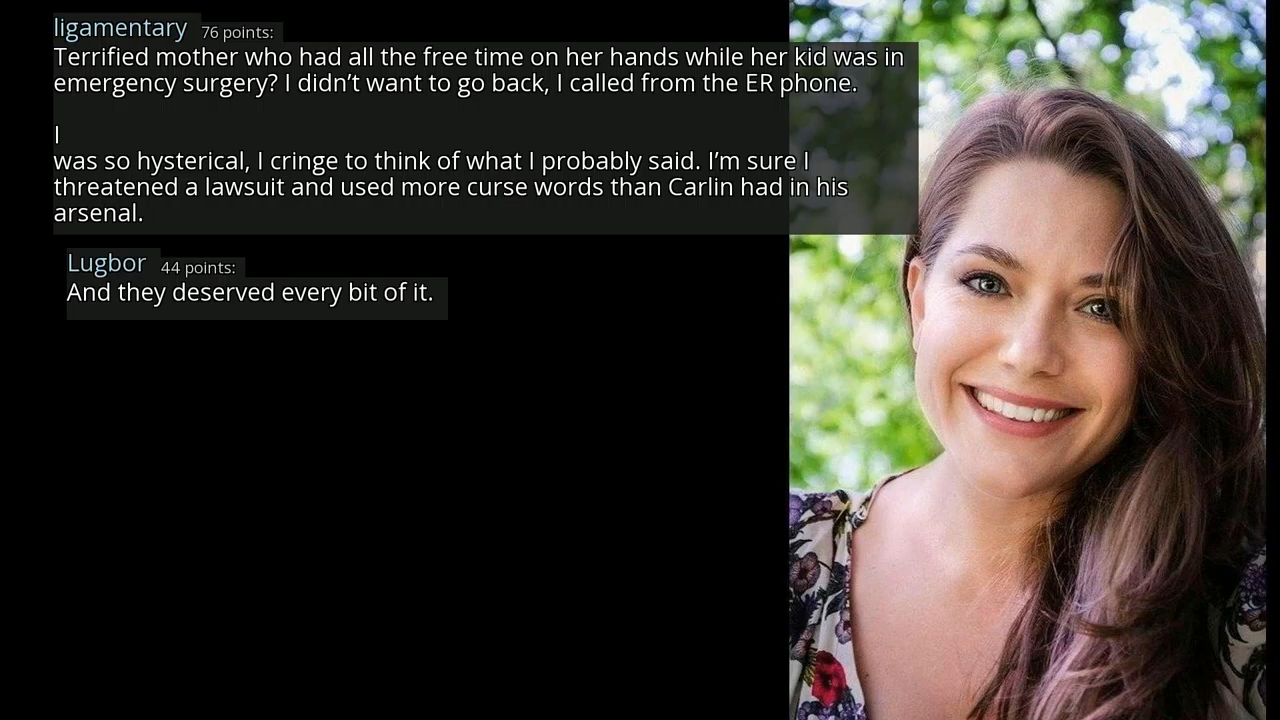 ligamentary 76 points:
Terrified mother who had all the free time on her hands while her kid was in
emergency surgery? I didn’t want to go back, I called from the ER phone.
I
was so hysterical, I cringe to think of what I probably said. I’m sure I
threatened a lawsuit and used more curse words than Carlin had in his
arsenal.
Lugbor 44 points:
And they deserved every bit of it.